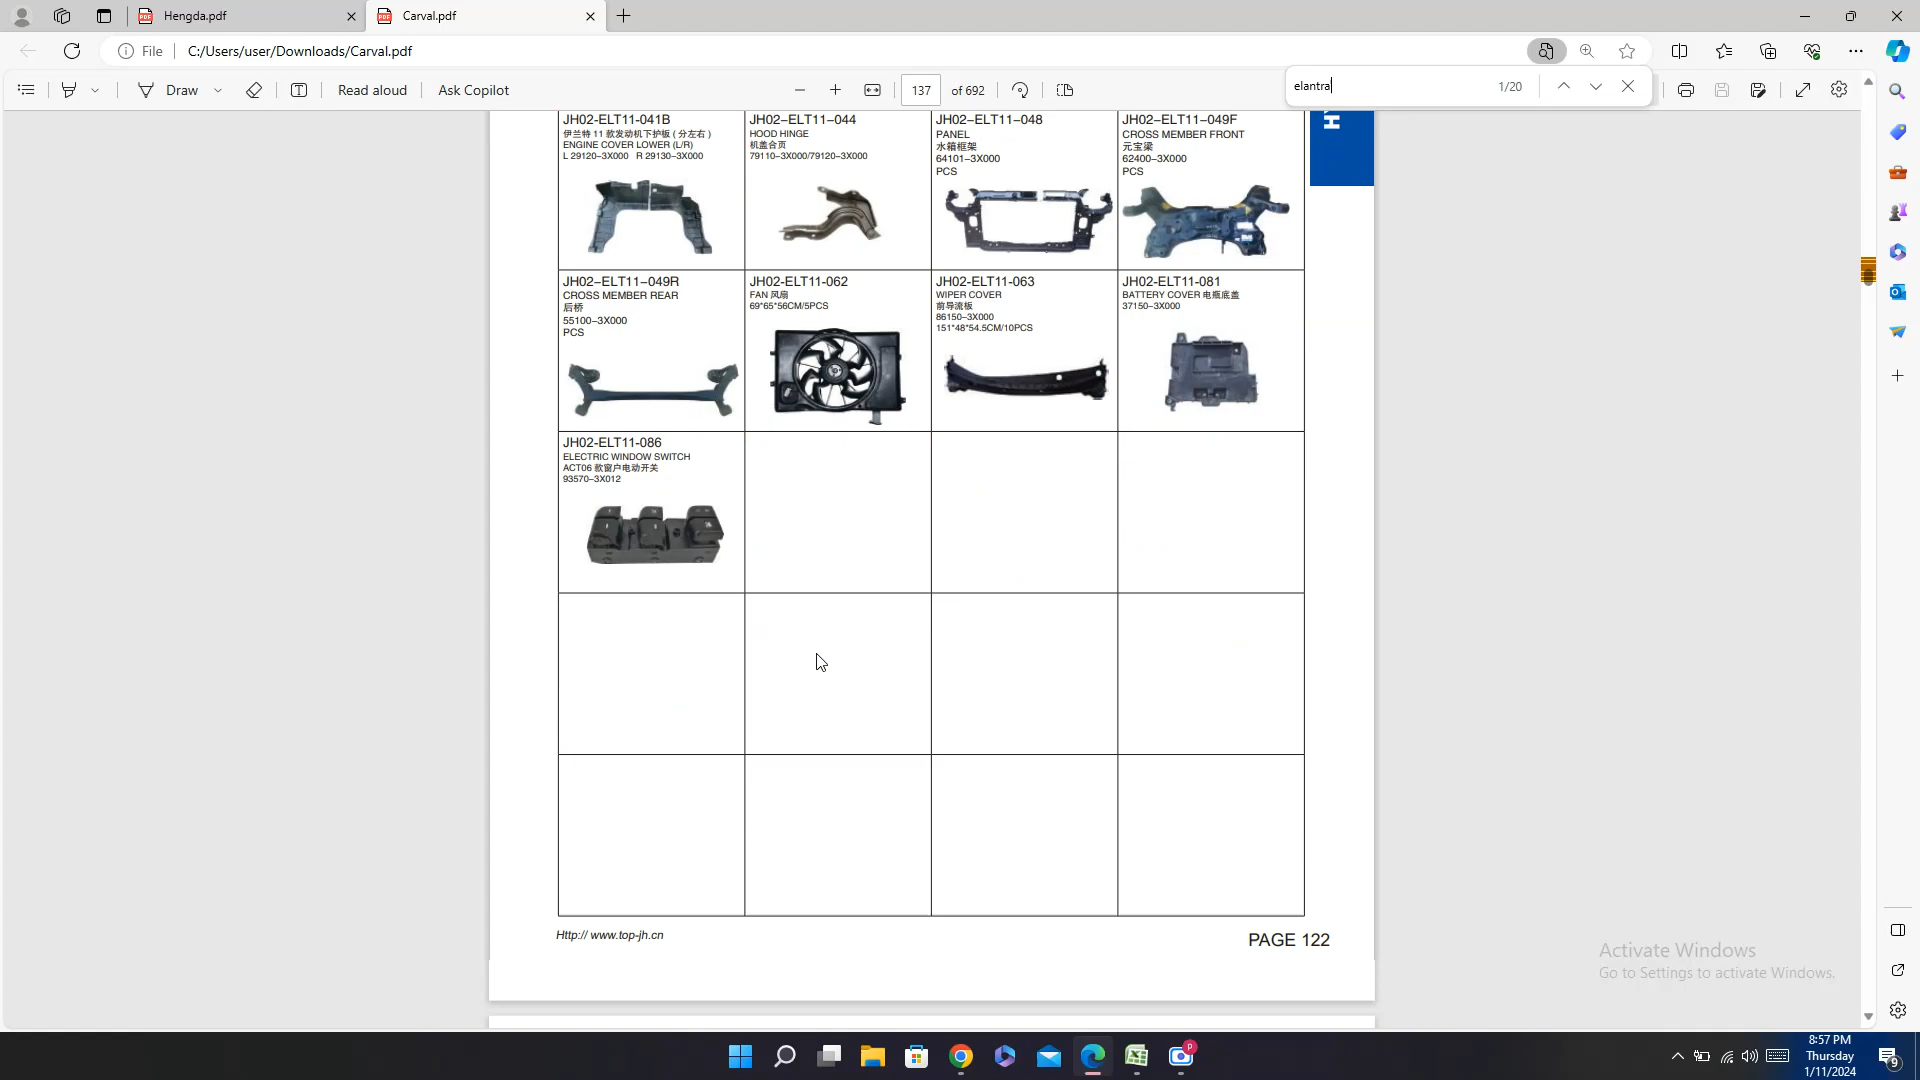 Hengda.pdf
Carval.pdf
File
C:/Users/user/Downloads/Carval.pdf
Draw
Read aloud
Ask Copilot
137 of 692
elantra
1/20
JH02-ELT11-041B
伊兰特 11 款发动机下护板 ( 分左右 )
ENGINE COVER LOWER (L/R)
L 29120-3X000 R 29130-3X000
JH02-ELT11-044
HOOD HINGE
机盖合页
79110-3X000/79120-3X000
JH02-ELT11-048
PANEL
水箱框架
64101-3X000
PCS
JH02-ELT11-049F
CROSS MEMBER FRONT
元宝梁
62400-3X000
PCS
JH02-ELT11-049R
CROSS MEMBER REAR
后桥
55100-3X000
PCS
JH02-ELT11-062
FAN 风扇
69*65*56CM/5PCS
JH02-ELT11-063
WIPER COVER
前导流板
86150-3X000
151*48*54.5CM/10PCS
JH02-ELT11-081
BATTERY COVER 电瓶底盖
37150-3X000
JH02-ELT11-086
ELECTRIC WINDOW SWITCH
ACT06 款窗户电动开关
93570-3X012
Http:// www.top-jh.cn
PAGE 122
Activate Windows
Go to Settings to activate Windows.
8:57 PM
Thursday
1/11/2024
9